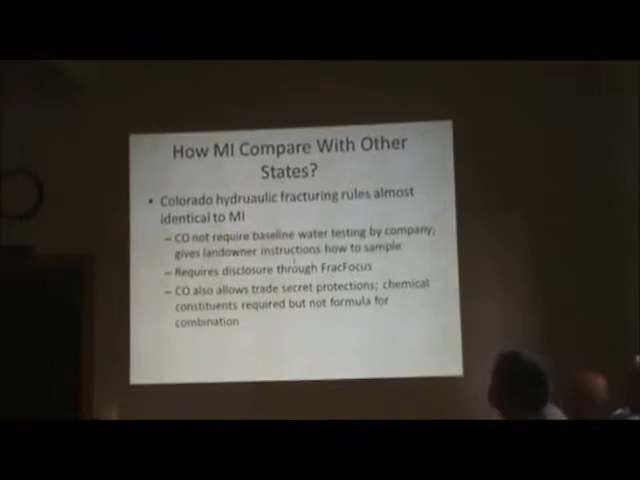 How MI Compare With Other
States?
• Colorado hydruaulic fracturing rules almost
identical to MI
– CO not require baseline water testing by company;
gives landowner instructions how to sample
– Requires disclosure through FracFocus
– CO also allows trade secret protections; chemical
constituents required but not formula for
combination